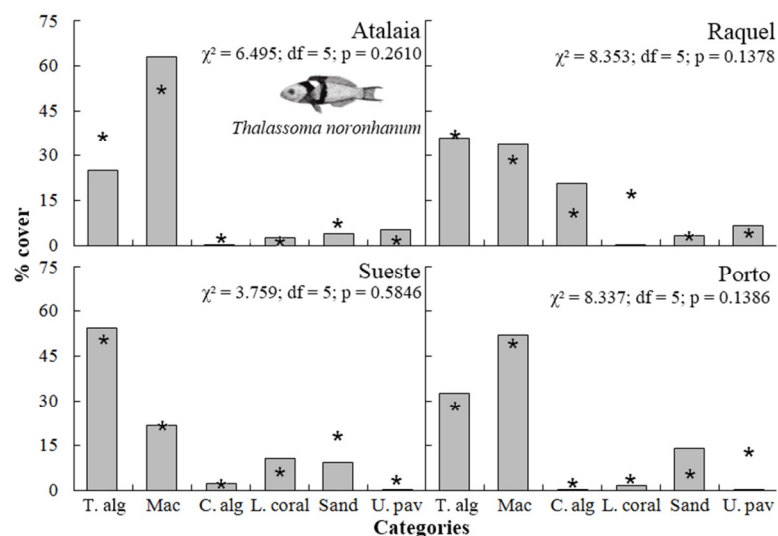 75
60
45
30
15
0
% cover
Atalaia
χ² = 6.495; df = 5; p = 0.2610
Thalassoma noronhanum
Raquel
χ² = 8.353; df = 5; p = 0.1378
75
60
45
30
15
0
Sueste
χ² = 3.759; df = 5; p = 0.5846
Porto
χ² = 8.337; df = 5; p = 0.1386
T. alg Mac C. alg L. coral Sand U. pav T. alg Mac C. alg L. coral Sand U. pav
Categories